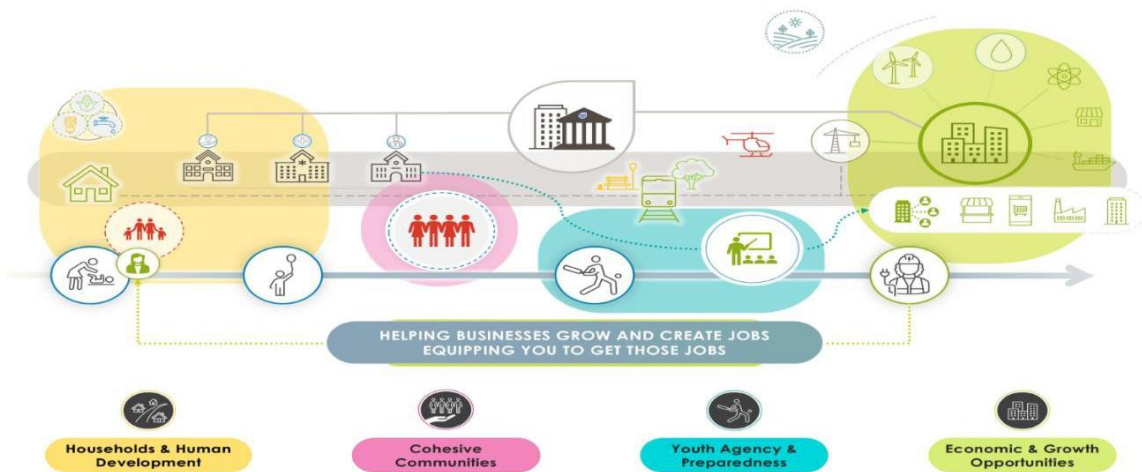 HELPING BUSINESSES GROW AND CREATE JOBS
EQUIPPING YOU TO GET THOSE JOBS
Households & Human
Development
Cohesive
Communities
Youth Agency &
Preparedness
Economic & Growth
Opportunities